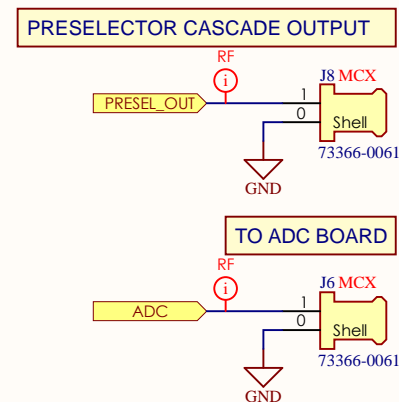 PRESELECTOR CASCADE OUTPUT
RF
i
J8 MCX
PRESEL_OUT
1
0
Shell
73366-0061
GND
TO ADC BOARD
RF
i
J6 MCX
ADC
1
0
Shell
73366-0061
GND